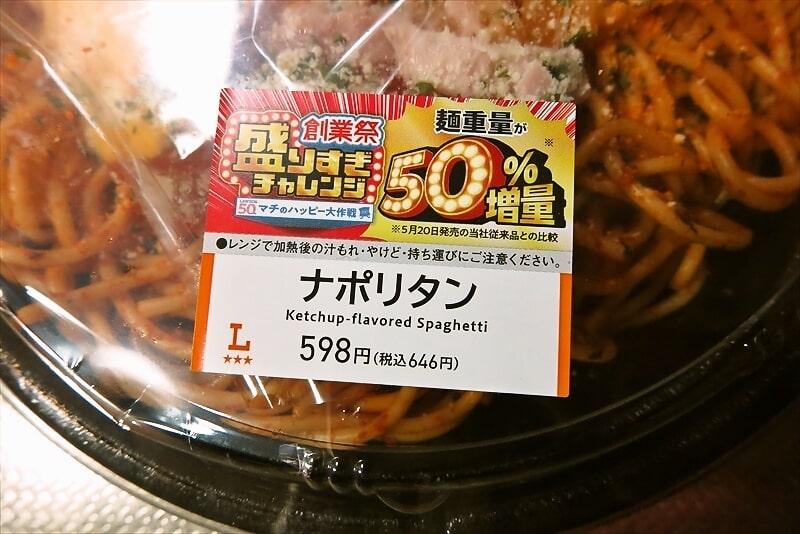 創業祭
盛りすぎ
チャレンジ
LAWSON 50th マチのハッピー大作戦 裏
麺重量が
50%※
増量
※5月20日発売の当社従来品との比較
●レンジで加熱後の汁もれ・やけど・持ち運びにご注意ください。
ナポリタン
Ketchup-flavored Spaghetti
L
★★★
598円(税込646円)